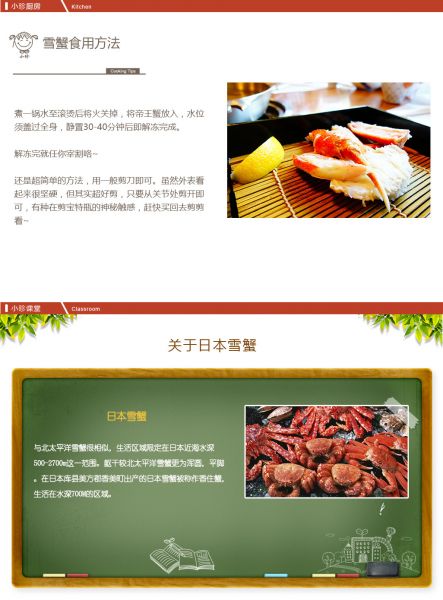 小珍厨房 Kitchen
雪蟹食用方法
小珍
Cooking Tips
煮一锅水至滚烫后将火关掉，将帝王蟹放入，水位
须盖过全身，静置30-40分钟后即解冻完成。
解冻完就任你宰割咯~
还是超简单的方法，用一般剪刀即可。虽然外表看
起来很坚硬，但其实超好剪，只要从关节处剪开即
可，有种在剪宝特瓶的神秘触感，赶快买回去剪剪
看~
小珍课堂 Classroom
关于日本雪蟹
日本雪蟹
与北太平洋雪蟹很相似，生活区域限定在日本近海水深
500-2700m这一范围。躯干较北太平洋雪蟹更为浑圆、平脚
。在日本库县美方郡香美町出产的日本雪蟹被称作香住蟹，
生活在水深700M的区域。